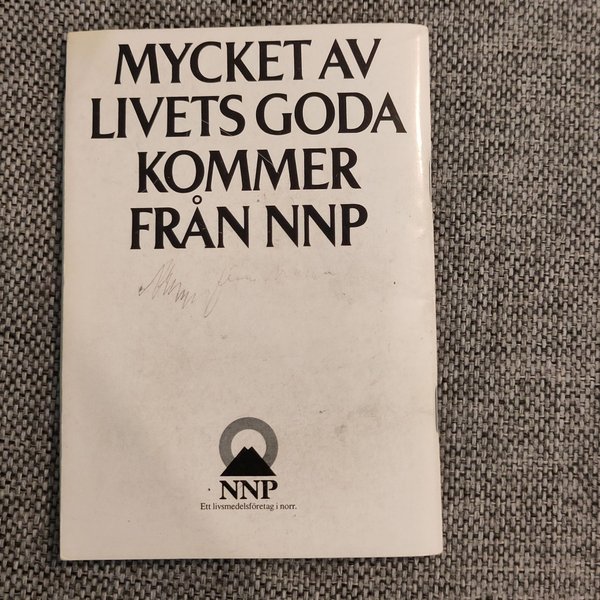 MYCKET AV
LIVETS GODA
KOMMER
FRÅN NNP
NNP
Ett livsmedelsföretag i norr.